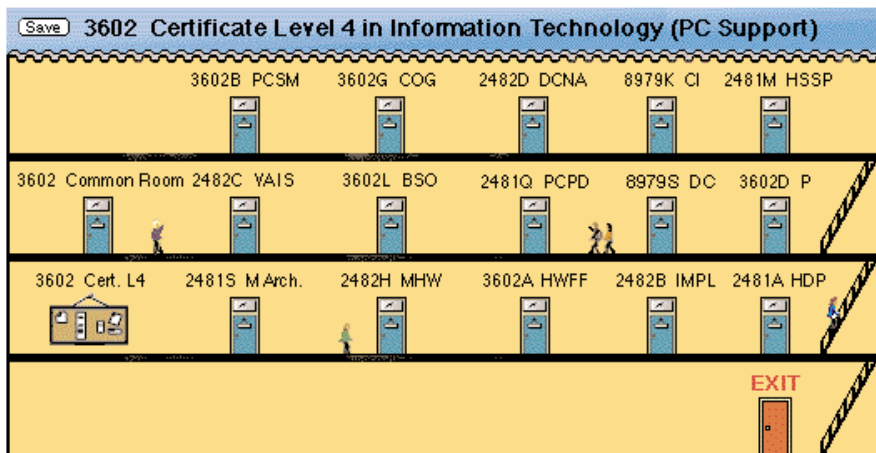 Save 3602 Certificate Level 4 in Information Technology (PC Support)
3602B PCSM 3602G COG 2482D DCNA 8979K CI 2481M HSSP
3602 Common Room 2482C VAIS 3602L BSO 2481Q PCPD 8979S DC 3602D P
3602 Cert. L4 2481S M Arch. 2482H MHW 3602A HWFF 2482B IMPL 2481A HDP
EXIT